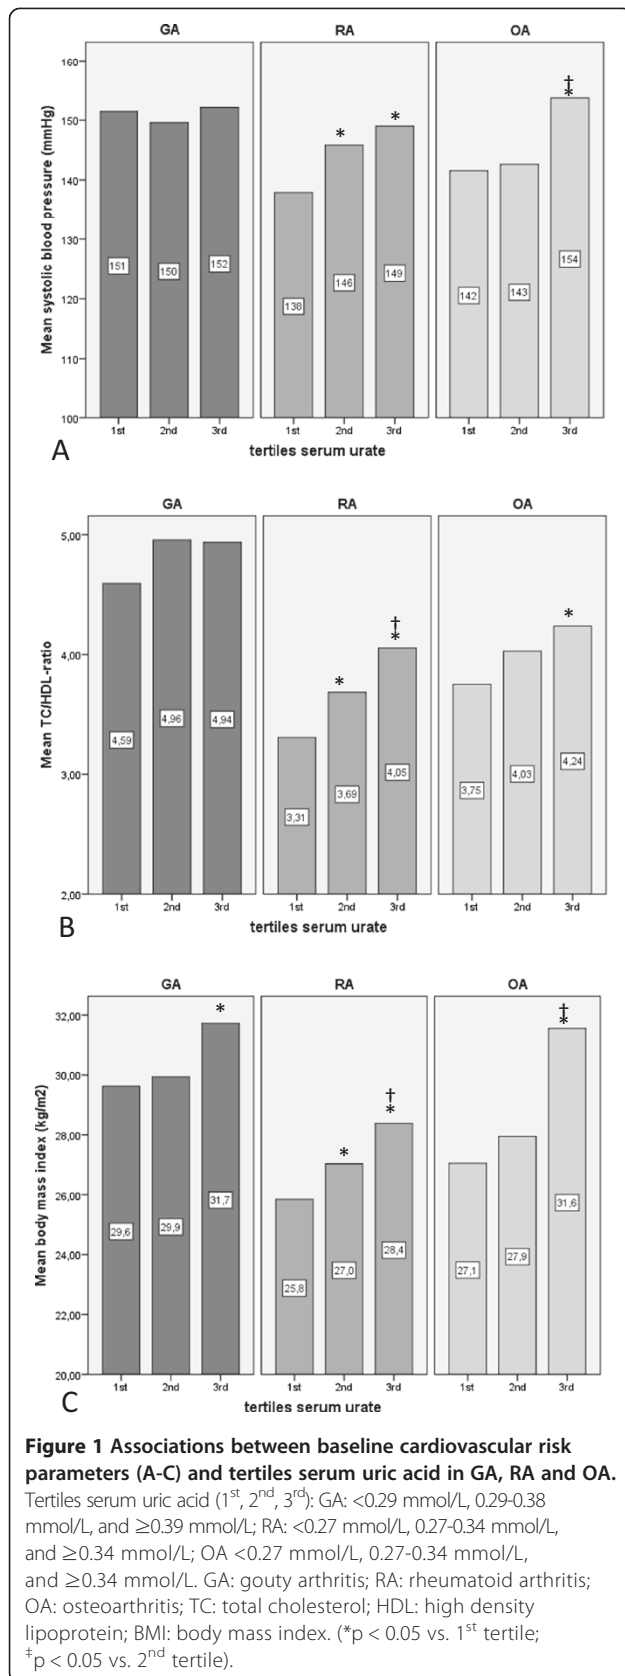 GA RA OA
Mean systolic blood pressure (mmHg)
160
150
140
130
120
110
100
† *
* *
151 150 152 138 146 149 142 143 154
1st 2nd 3rd 1st 2nd 3rd 1st 2nd 3rd
A
tertiles serum urate
GA RA OA
Mean TC/HDL-ratio
5,00
4,00
3,00
2,00
* † * *
4,59 4,96 4,94 3,31 3,69 4,05 3,75 4,03 4,24
1st 2nd 3rd 1st 2nd 3rd 1st 2nd 3rd
B
tertiles serum urate
GA RA OA
Mean body mass index (kg/m2)
32,00
30,00
28,00
26,00
24,00
22,00
20,00
* * † * ‡ *
29,6 29,9 31,7 25,8 27,0 28,4 27,1 27,9 31,6
1st 2nd 3rd 1st 2nd 3rd 1st 2nd 3rd
C
tertiles serum urate
Figure 1 Associations between baseline cardiovascular risk
parameters (A-C) and tertiles serum uric acid in GA, RA and OA.
Tertiles serum uric acid (1st, 2nd, 3rd): GA: <0.29 mmol/L, 0.29-0.38
mmol/L, and ≥0.39 mmol/L; RA: <0.27 mmol/L, 0.27-0.34 mmol/L,
and ≥0.34 mmol/L; OA <0.27 mmol/L, 0.27-0.34 mmol/L,
and ≥0.34 mmol/L. GA: gouty arthritis; RA: rheumatoid arthritis;
OA: osteoarthritis; TC: total cholesterol; HDL: high density
lipoprotein; BMI: body mass index. (*p < 0.05 vs. 1st tertile;
‡p < 0.05 vs. 2nd tertile).